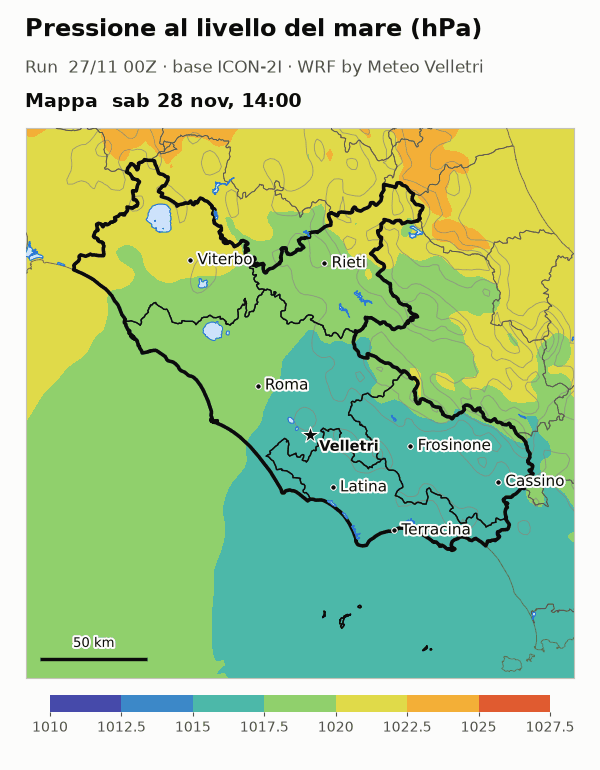 Pressione al livello del mare (hPa)
Run  27/11 00Z · base ICON-2I · WRF by Meteo Velletri
Mappa  sab 28 nov, 14:00
Viterbo
Rieti
Roma
Velletri
Frosinone
Cassino
Latina
Terracina
50 km
1010 1012.5 1015 1017.5 1020 1022.5 1025 1027.5